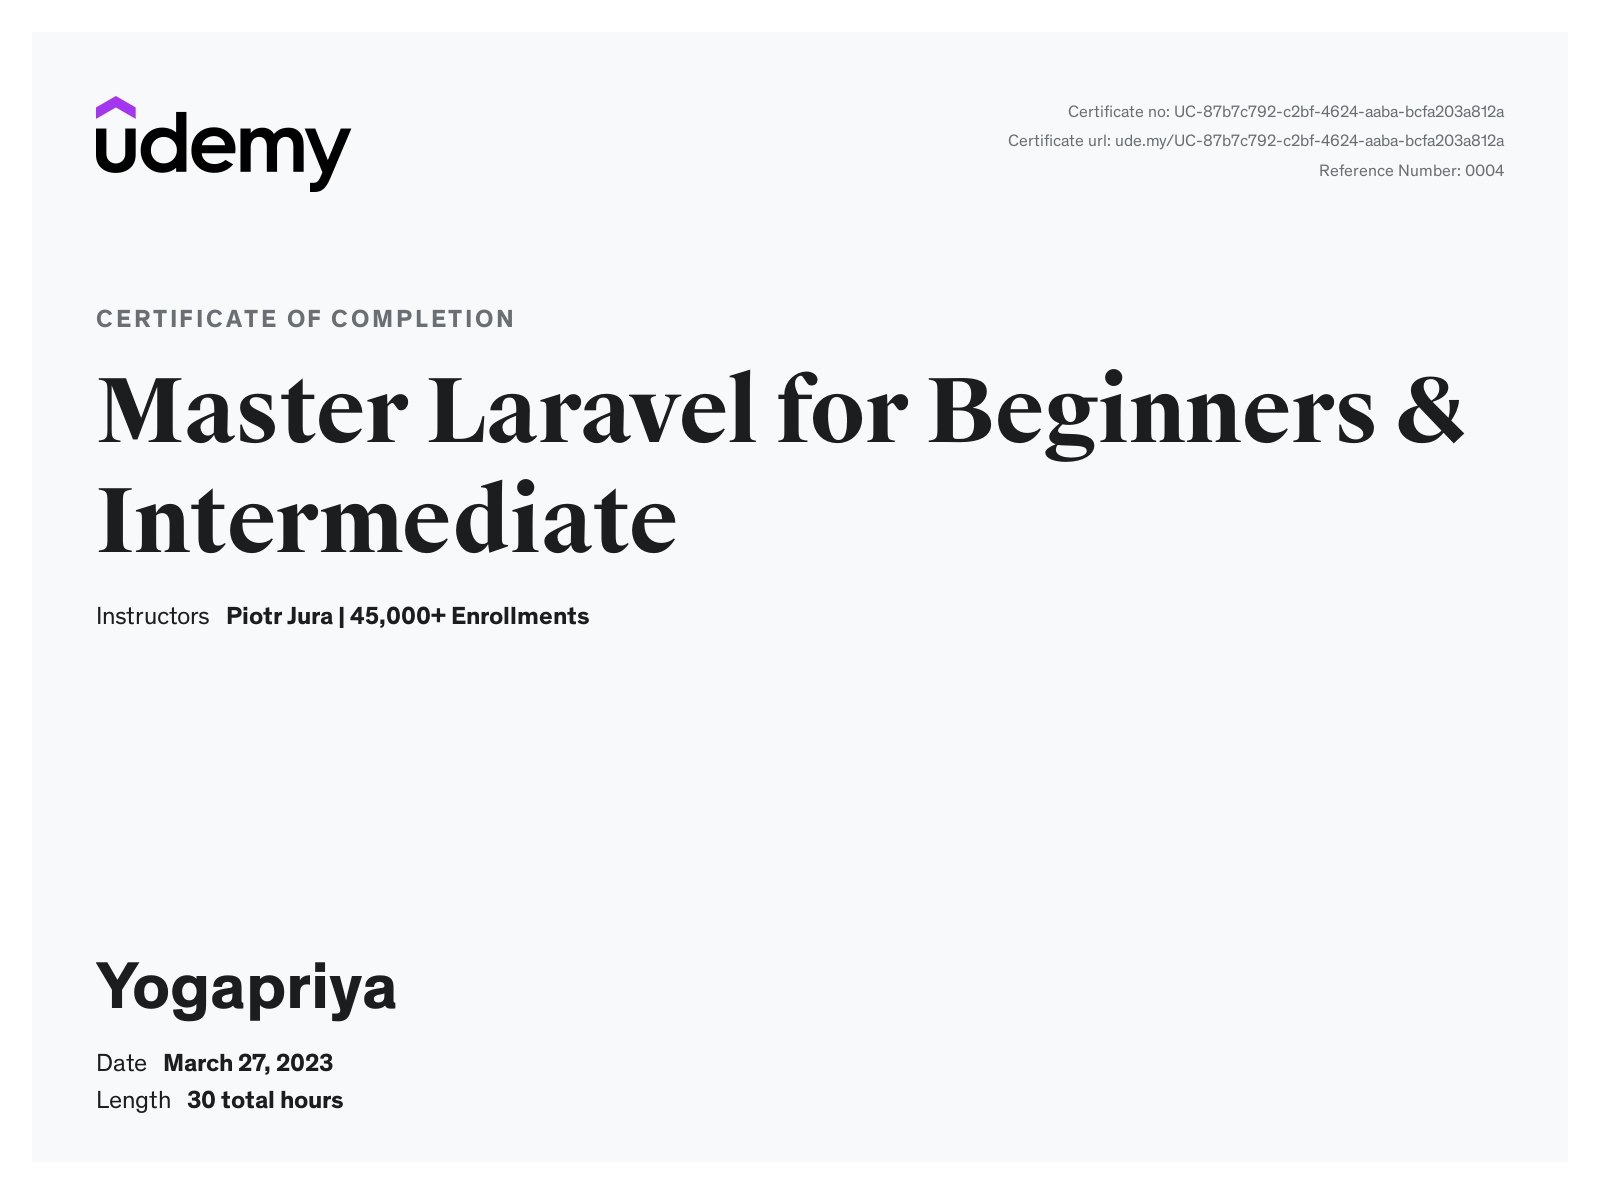 udemy
Certificate no: UC-87b7c792-c2bf-4624-aaba-bcfa203a812a
Certificate url: ude.my/UC-87b7c792-c2bf-4624-aaba-bcfa203a812a
Reference Number: 0004
CERTIFICATE OF COMPLETION
Master Laravel for Beginners &
Intermediate
Instructors Piotr Jura | 45,000+ Enrollments
Yogapriya
Date March 27, 2023
Length 30 total hours